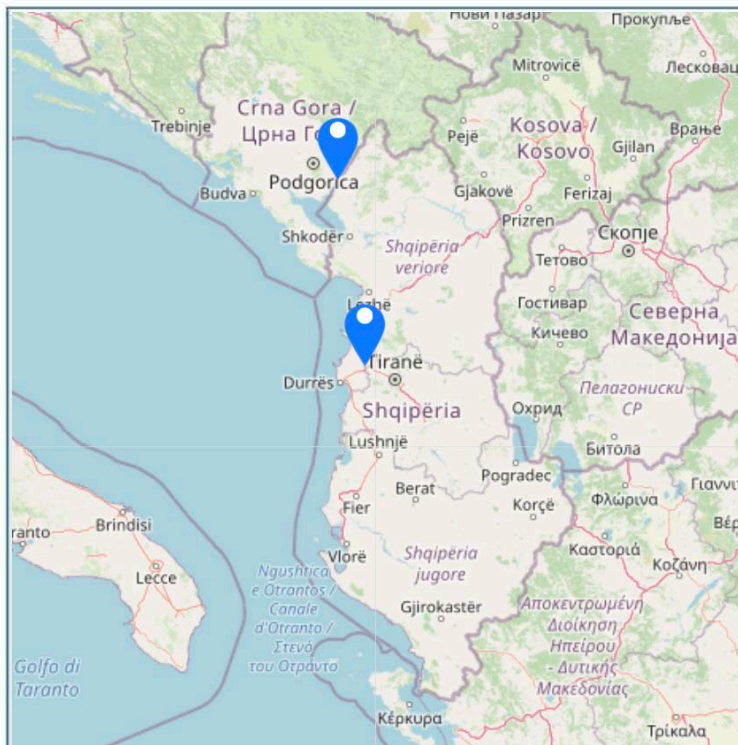 Нови Пазар
Прокупље
Лесковац
Mitrovicë
Trebinje
Crna Gora /
Црна Го
Kosova /
Kosovo
Pejë
Gjilan
Врање
Podgorica
Budva
Gjakovë
Ferizaj
Prizren
Shkodër
Shqipëria
veriore
Скопје
Тетово
Lezhë
Гостивар
Северна
Македонија
Кичево
Tiranë
Durrës
Shqipëria
Пелагониски
СР
Охрид
Lushnjë
Битола
Pogradec
Berat
Fier
Korçë
Φλώρινα
Γιαννιτ
Βέρ
Brindisi
ranto
Lecce
Vlorë
Καστοριά
Κοζάνη
Shqipëria
jugore
Ngushtica
e Otrantos /
Canale
d'Otranto /
Στενό
του Οτράντο
Gjirokastër
Αποκεντρωμένη
Διοίκηση
Ηπείρου
- Δυτικής
Μακεδονίας
Golfo di
Taranto
Κέρκυρα
Τρίκαλα